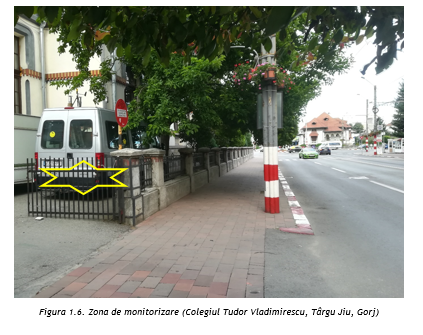 Figura 1.6. Zona de monitorizare (Colegiul Tudor Vladimirescu, Târgu Jiu, Gorj)